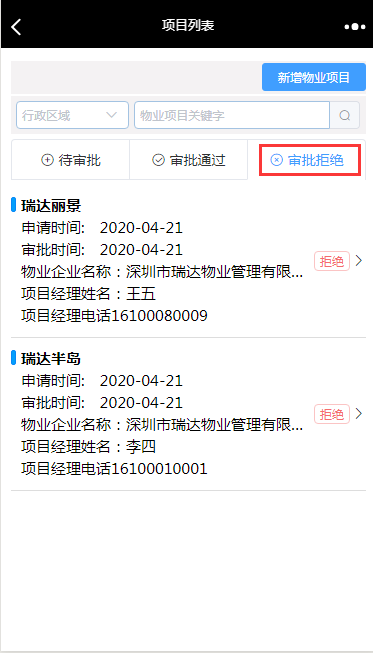 项目列表
新增物业项目
行政区域 物业项目关键字
待审批 审批通过 审批拒绝
瑞达丽景
申请时间: 2020-04-21
审批时间: 2020-04-21
物业企业名称：深圳市瑞达物业管理有限...
拒绝
项目经理姓名：王五
项目经理电话16100080009
瑞达半岛
申请时间: 2020-04-21
审批时间: 2020-04-21
物业企业名称：深圳市瑞达物业管理有限...
拒绝
项目经理姓名：李四
项目经理电话16100010001